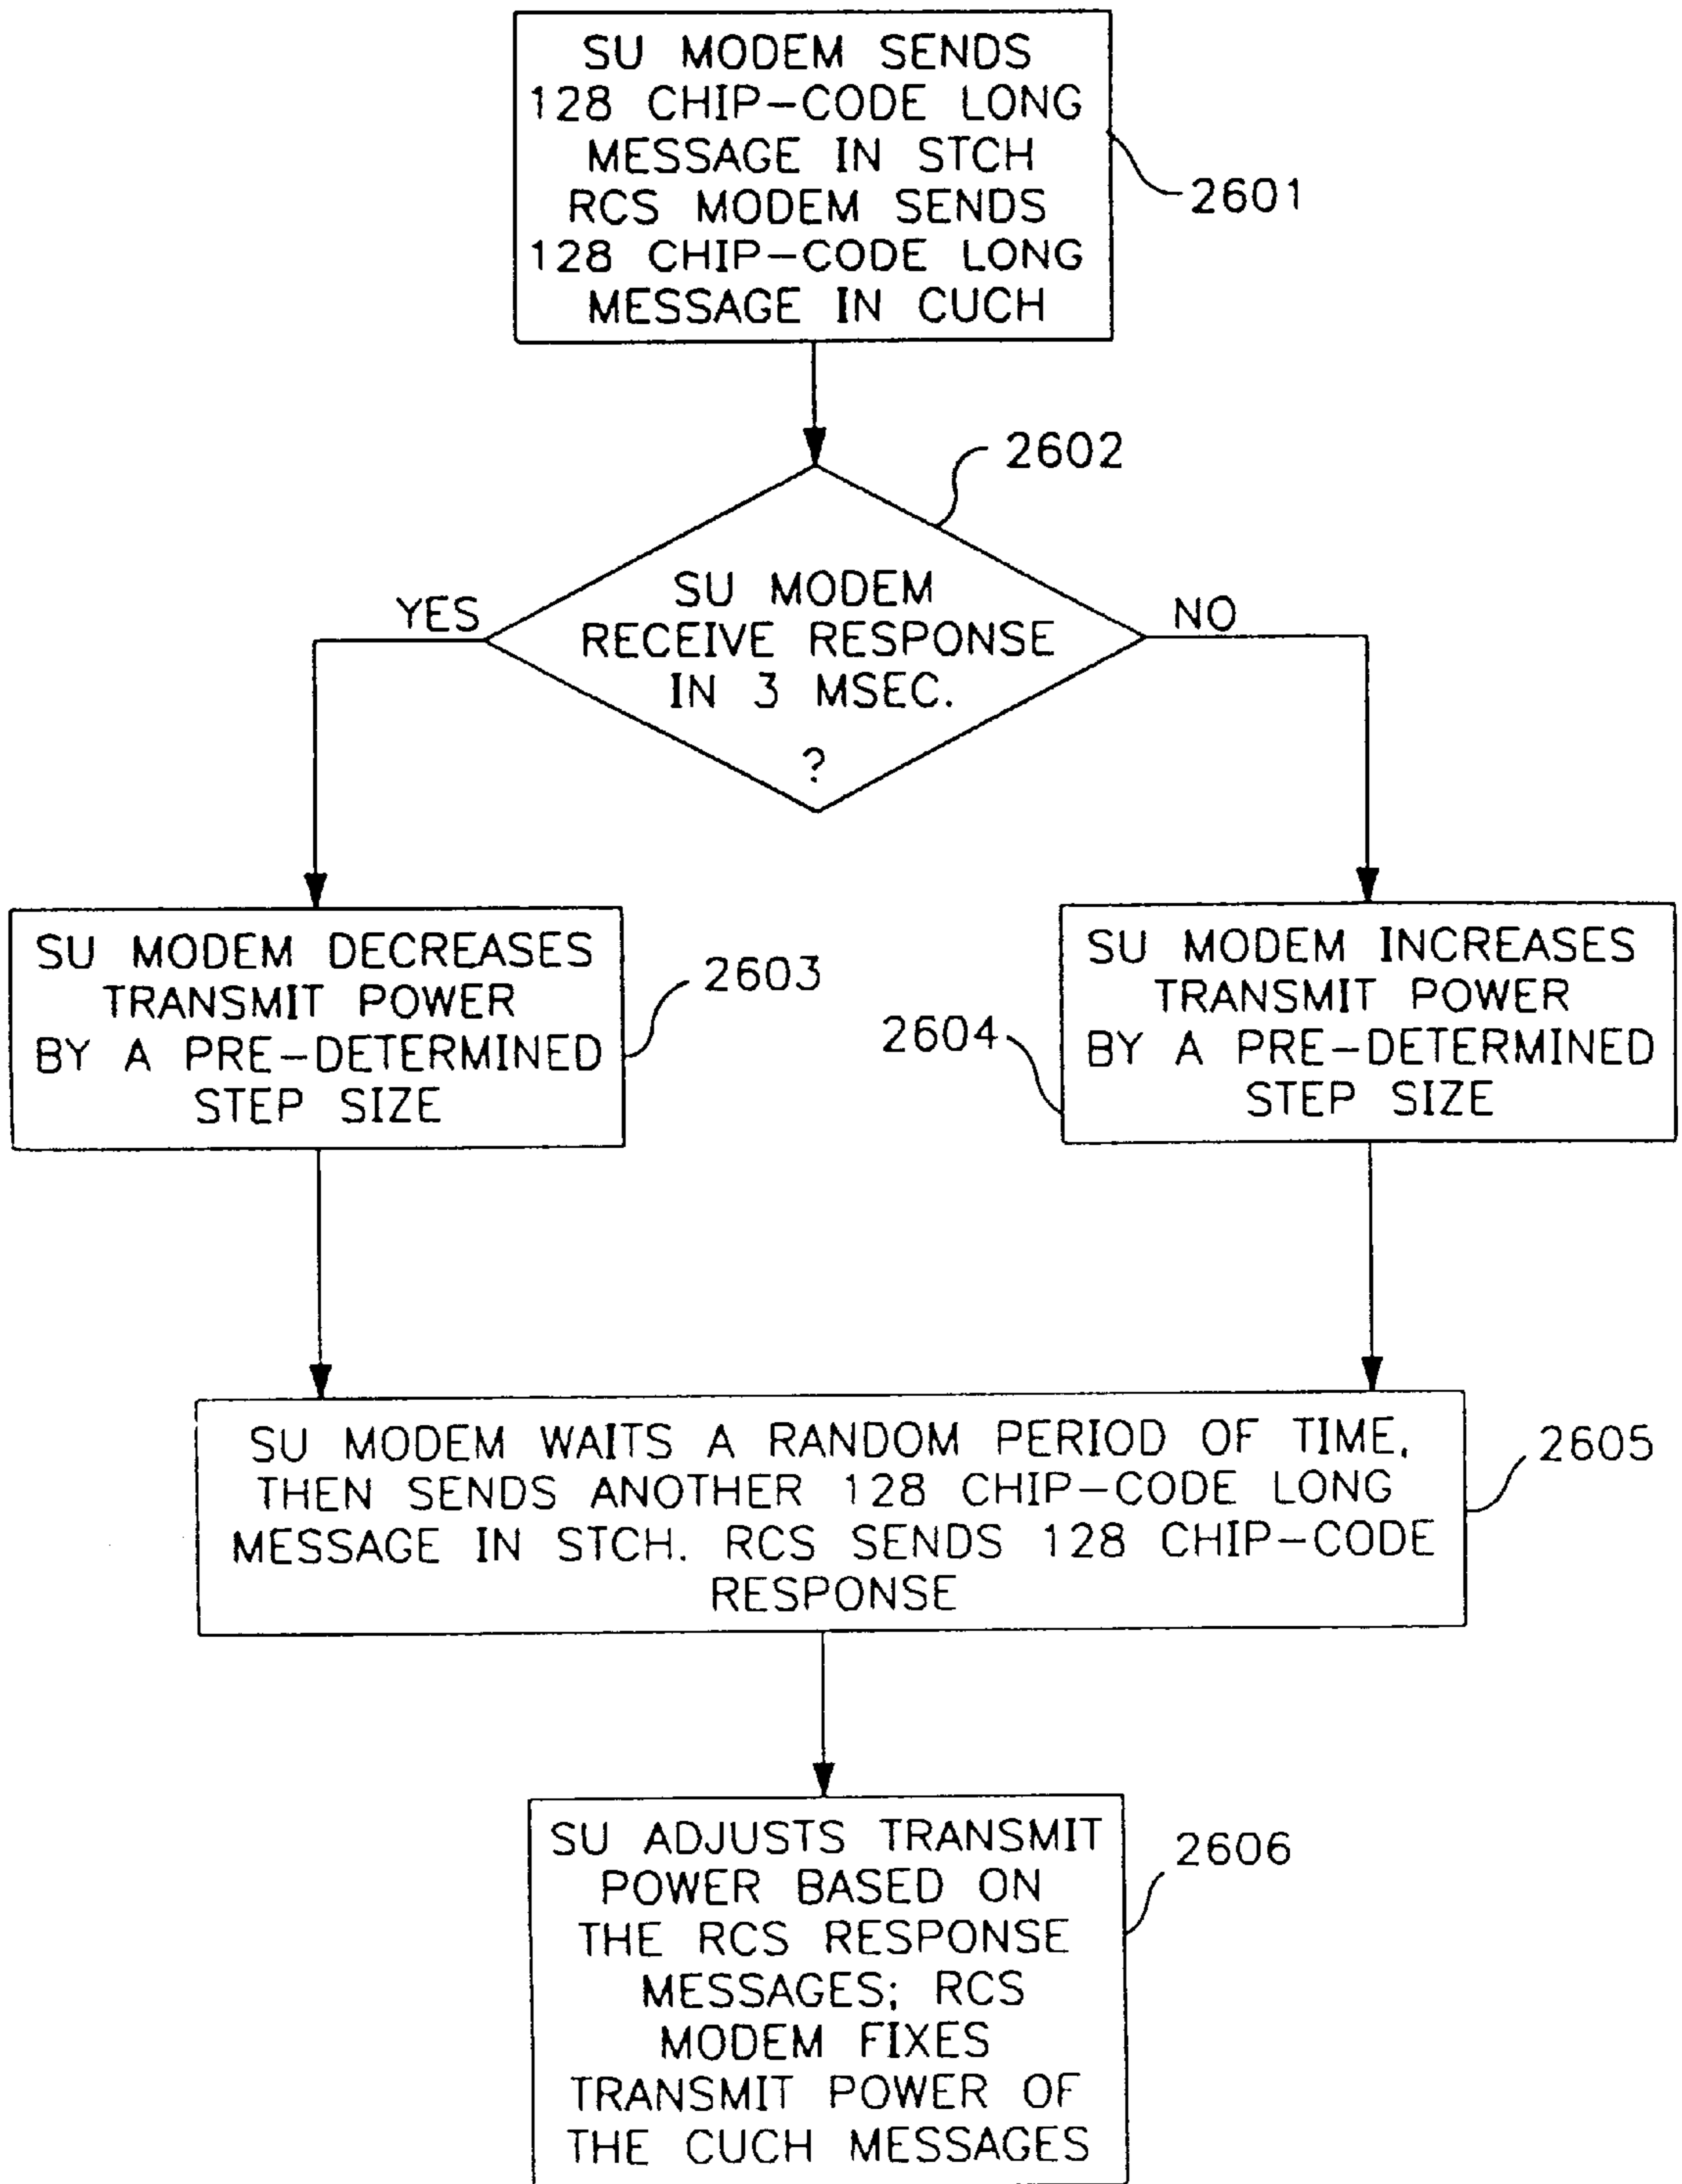 SU MODEM SENDS
128 CHIP-CODE LONG
MESSAGE IN STCH
RCS MODEM SENDS
128 CHIP-CODE LONG
MESSAGE IN CUCH
2601
2602
SU MODEM
RECEIVE RESPONSE
IN 3 MSEC.
?
YES
NO
SU MODEM DECREASES
TRANSMIT POWER
BY A PRE-DETERMINED
STEP SIZE
2603
SU MODEM INCREASES
TRANSMIT POWER
BY A PRE-DETERMINED
STEP SIZE
2604
SU MODEM WAITS A RANDOM PERIOD OF TIME,
THEN SENDS ANOTHER 128 CHIP-CODE LONG
MESSAGE IN STCH. RCS SENDS 128 CHIP-CODE
RESPONSE
2605
SU ADJUSTS TRANSMIT
POWER BASED ON
THE RCS RESPONSE
MESSAGES; RCS
MODEM FIXES
TRANSMIT POWER OF
THE CUCH MESSAGES
2606